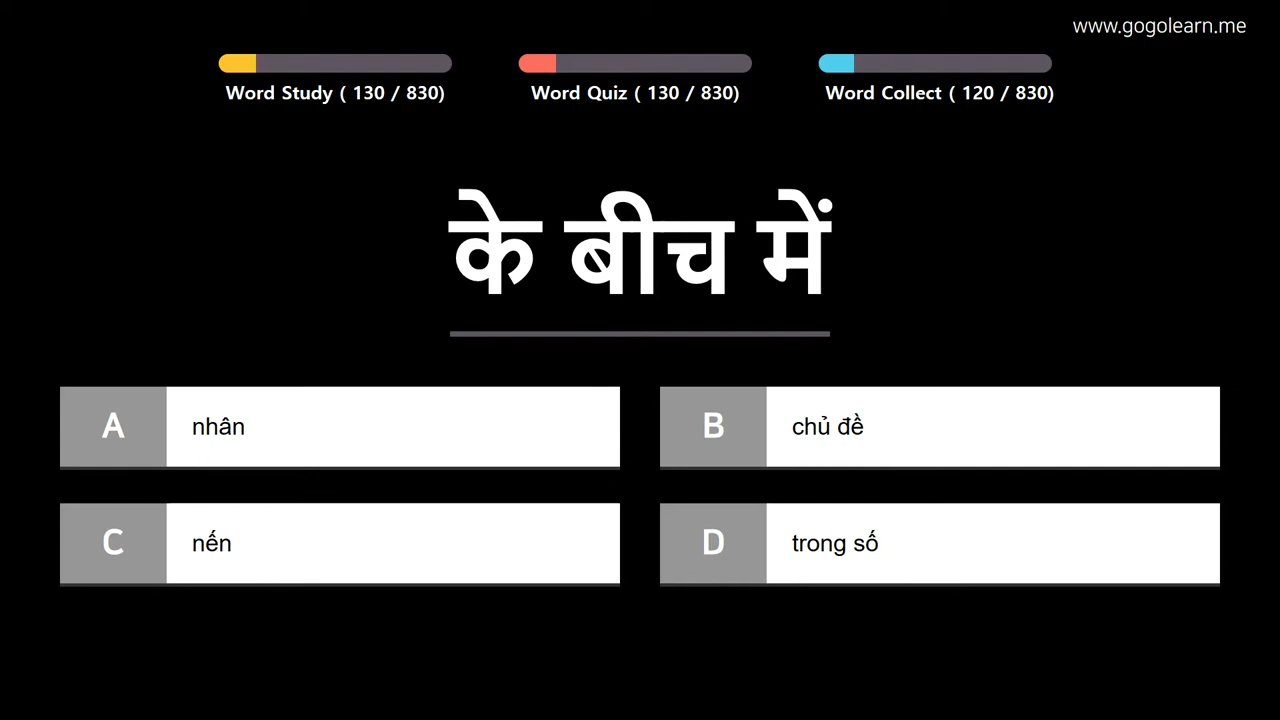 www.gogolearn.me
Word Study ( 130 / 830)
Word Quiz ( 130 / 830)
Word Collect ( 120 / 830)
के बीच में
A nhân
B chủ đề
C nến
D trong số